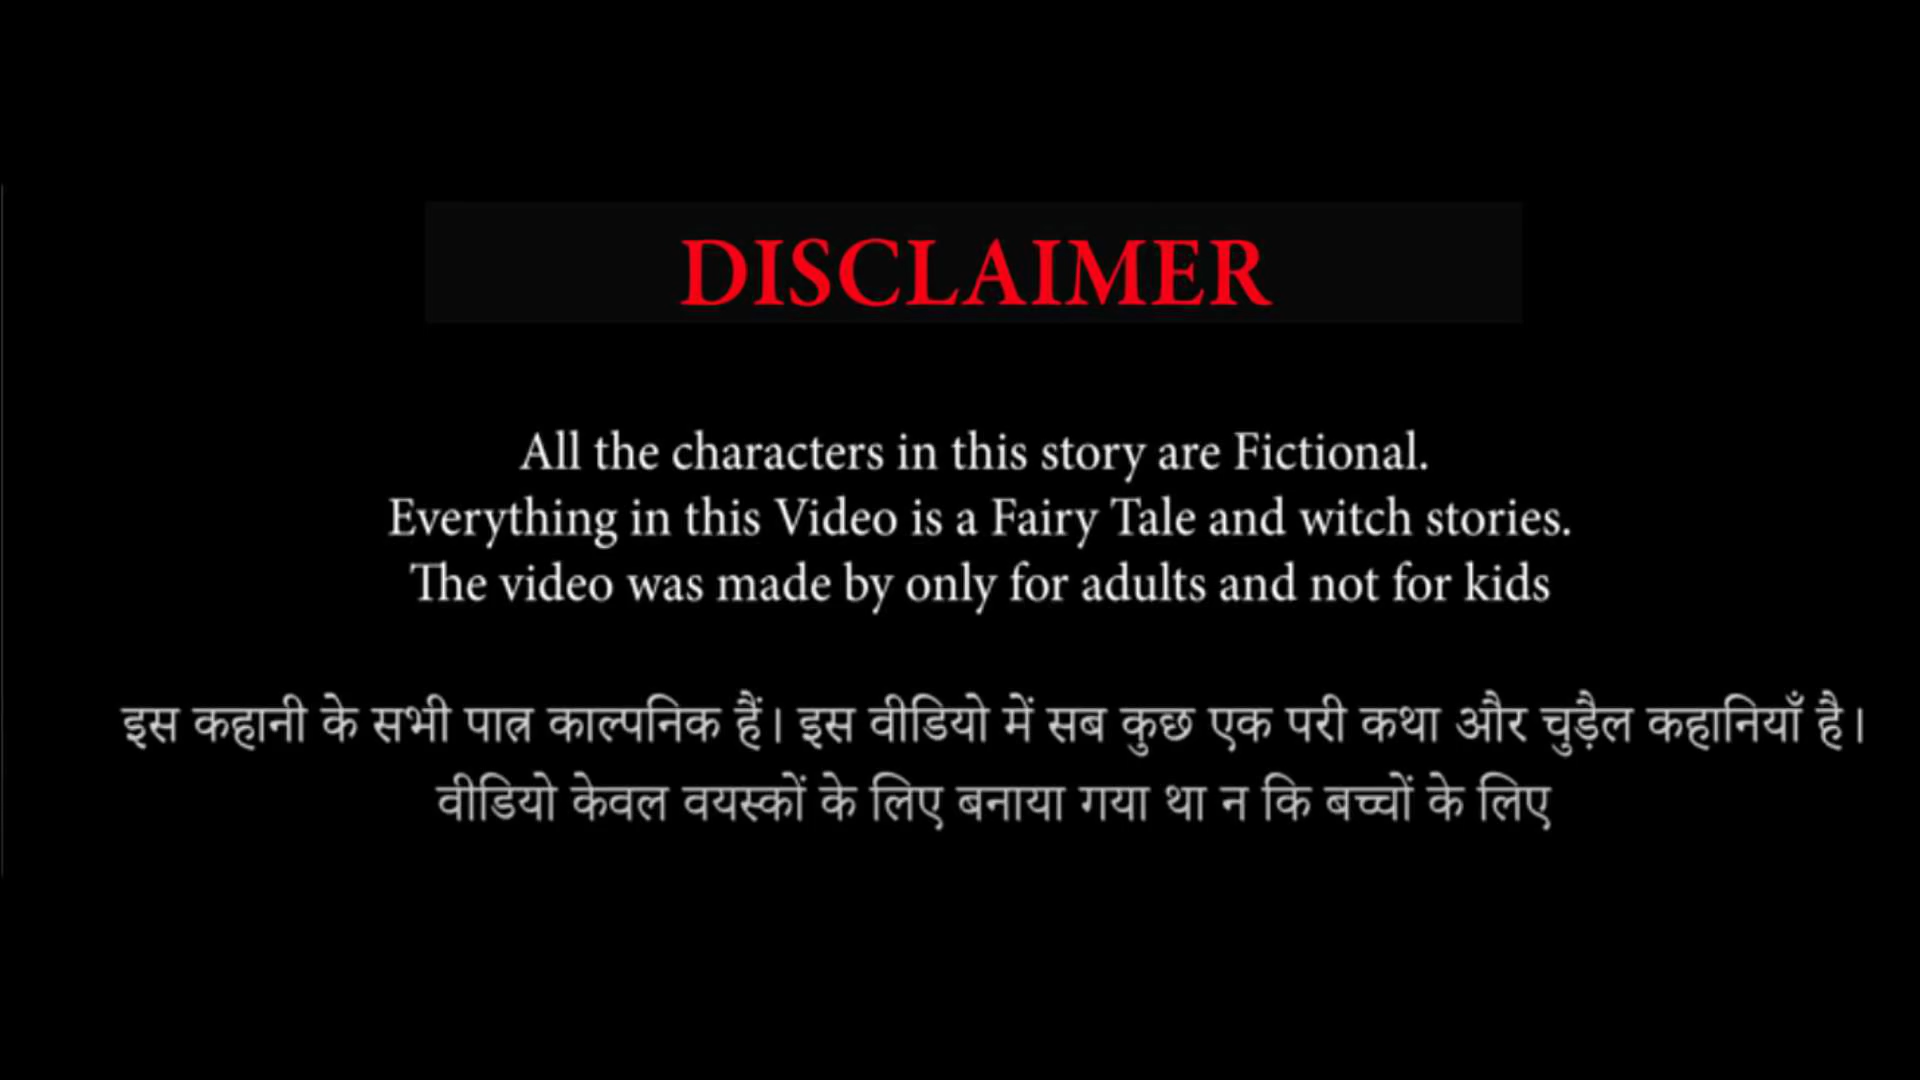 DISCLAIMER
All the characters in this story are Fictional.
Everything in this Video is a Fairy Tale and witch stories.
The video was made by only for adults and not for kids
इस कहानी के सभी पात्र काल्पनिक हैं। इस वीडियो में सब कुछ एक परी कथा और चुड़ैल कहानियाँ है।
वीडियो केवल वयस्कों के लिए बनाया गया था न कि बच्चों के लिए